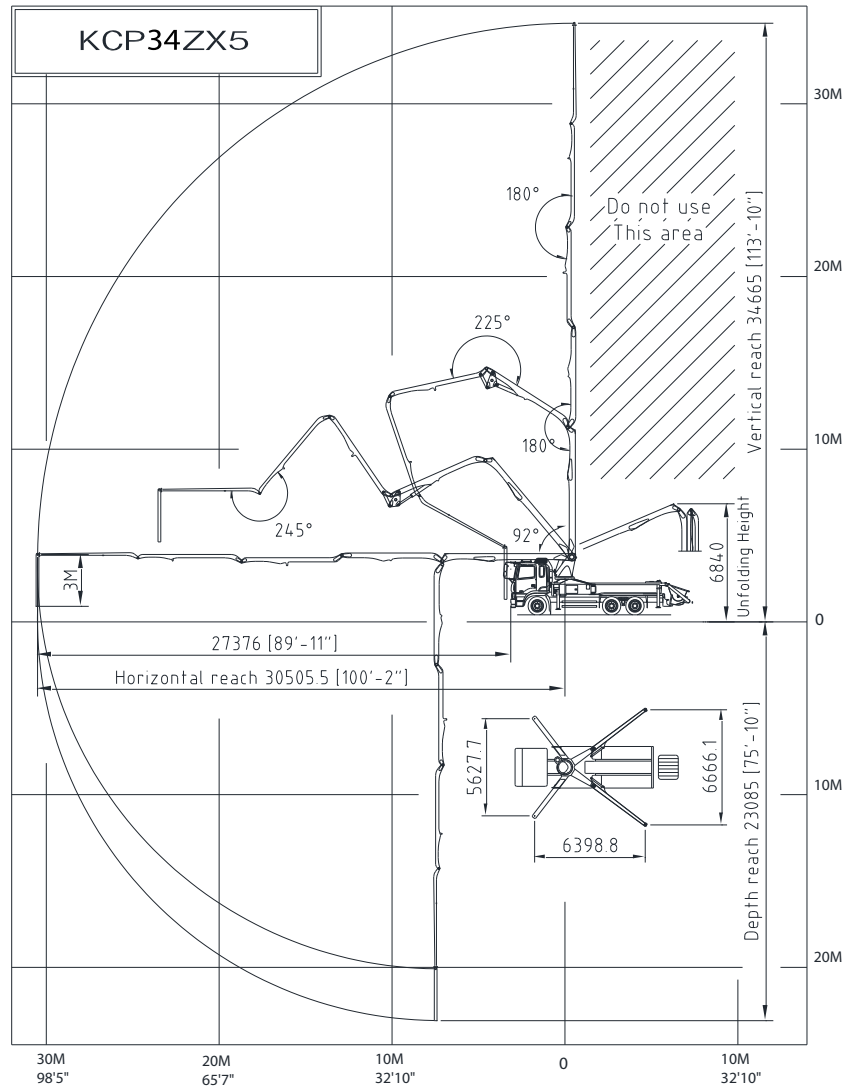 KCP34ZX5
30M
180°
Do not use
This area
Vertical reach 34665 [113'-10"]
20M
225°
180°
10M
245°
92°
6840
Unfolding Height
3M
0
27376 [89'-11"]
Horizontal reach 30505.5 [100'-2"]
5627.7
6666.1
6398.8
Depth reach 23085 [75'-10"]
10M
20M
30M
98'5"
20M
65'7"
10M
32'10"
0
10M
32'10"